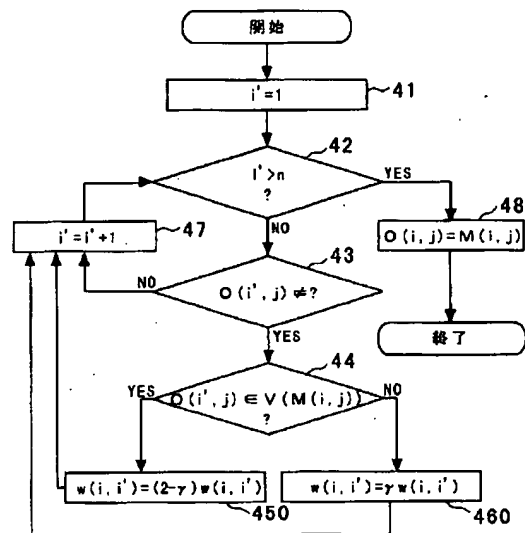 開始
i'=1
41
42
I'>n
?
YES
NO
i'=i'+1
47
48
O(i,j)=M(i,j)
43
O(i',j)≠?
NO
YES
終了
44
O(i',j)∈V(M(i,j))
?
YES
NO
w(i,i')=(2-γ)w(i,i')
450
w(i,i')=γw(i,i')
460